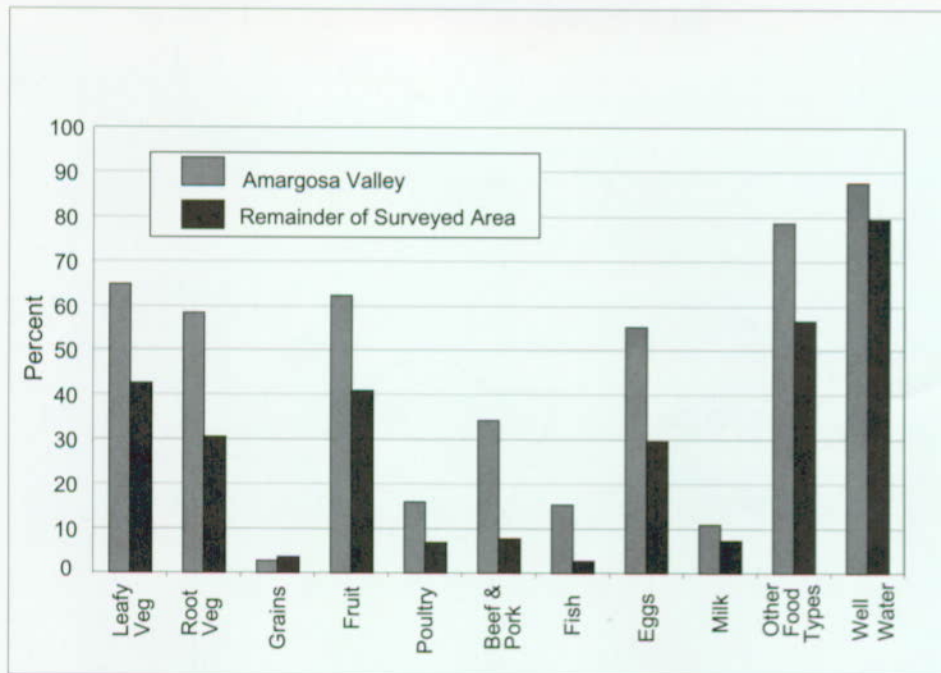 100
90
80
70
60
50
40
30
20
10
0
Percent
Amargosa Valley
Remainder of Surveyed Area
Leafy
Veg
Root
Veg
Grains
Fruit
Poultry
Beef &
Pork
Fish
Eggs
Milk
Other
Food
Types
Well
Water